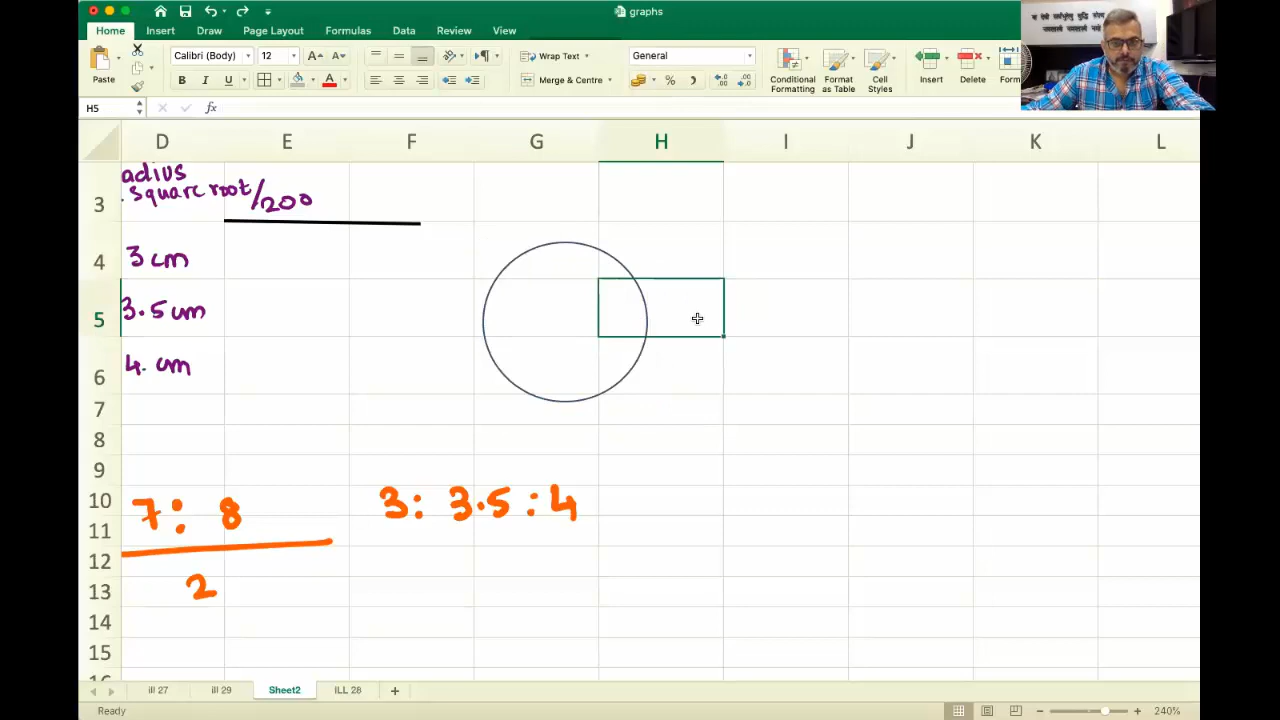 graphs
Home Insert Draw Page Layout Formulas Data Review View
Paste
Calibri (Body) 12
B I U
Wrap Text
Merge & Centre
General
Conditional Formatting
Format as Table
Cell Styles
Insert
Delete
Form
H5
fx
D E F G H I J K L
3
adius
square root/200
4
3 cm
5
3.5 cm
6
4. cm
7
8
9
10
7: 8
3: 3.5 : 4
11
12
13
2
14
15
16
ill 27 ill 29 Sheet2 ILL 28
Ready
240%